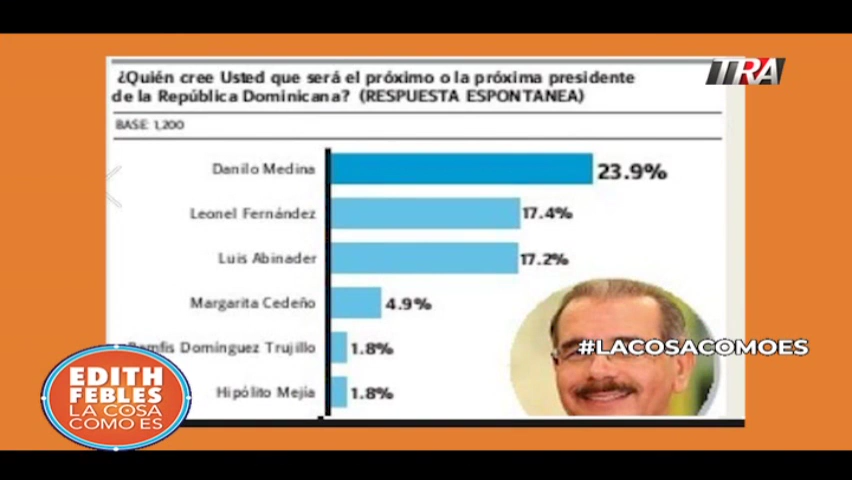 TRA
¿Quién cree Usted que será el próximo o la próxima presidente
de la República Dominicana? (RESPUESTA ESPONTANEA)
BASE: 1,200
Danilo Medina 23.9%
Leonel Fernández 17.4%
Luis Abinader 17.2%
Margarita Cedeño 4.9%
Ramfis Domínguez Trujillo 1.8%
Hipólito Mejía 1.8%
#LACOSACOMOES
EDITH
FEBLES
LA COSA
COMO ES